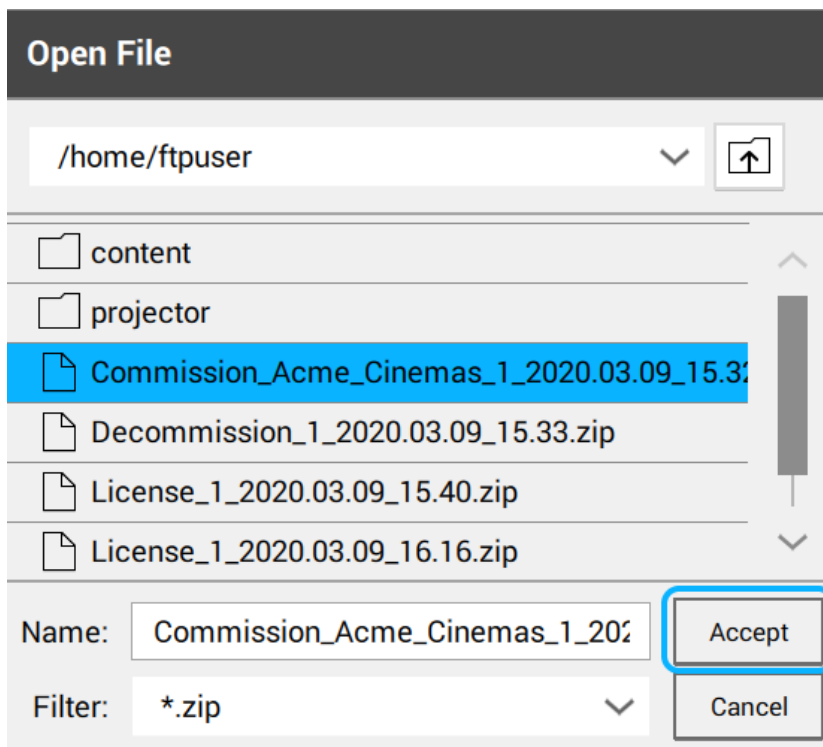 Open File
/home/ftpuser
content
projector
Commission_Acme_Cinemas_1_2020.03.09_15.32
Decommission_1_2020.03.09_15.33.zip
License_1_2020.03.09_15.40.zip
License_1_2020.03.09_16.16.zip
Name: Commission_Acme_Cinemas_1_202 Accept
Filter: *.zip Cancel